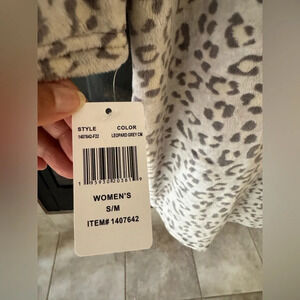 STYLE COLOR
1407642-F22 LEOPARD GREY CM
WOMEN'S
S/M
ITEM# 1407642